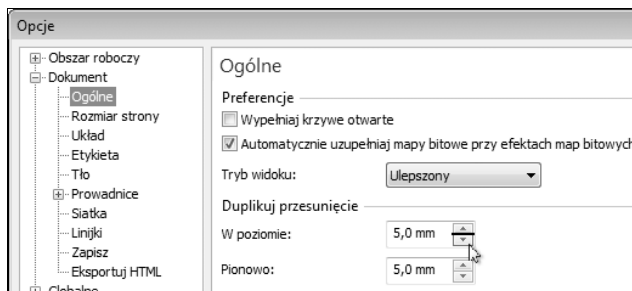 Opcje
Obszar roboczy
Dokument
Ogólne
Rozmiar strony
Układ
Etykieta
Tło
Prowadnice
Siatka
Linijki
Zapisz
Eksportuj HTML
Globalne
Ogólne
Preferencje
Wypełniaj krzywe otwarte
Automatycznie uzupełniaj mapy bitowe przy efektach map bitowych
Tryb widoku: Ulepszony
Duplikuj przesunięcie
W poziomie: 5,0 mm
Pionowo: 5,0 mm